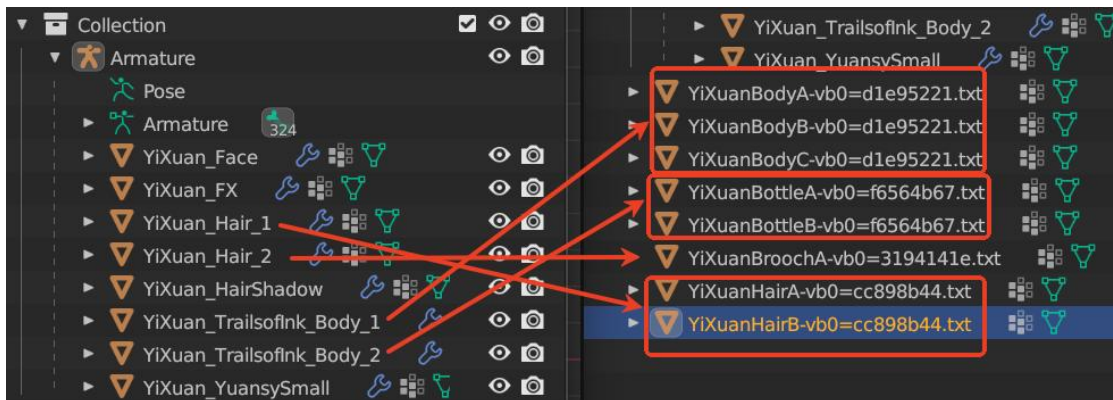 Collection
Armature
Pose
Armature 324
YiXuan_Face
YiXuan_FX
YiXuan_Hair_1
YiXuan_Hair_2
YiXuan_HairShadow
YiXuan_TrailsofInk_Body_1
YiXuan_TrailsofInk_Body_2
YiXuan_YuansySmall
YiXuan_TrailsofInk_Body_2
YiXuan_YuansySmall
YiXuanBodyA-vb0=d1e95221.txt
YiXuanBodyB-vb0=d1e95221.txt
YiXuanBodyC-vb0=d1e95221.txt
YiXuanBottleA-vb0=f6564b67.txt
YiXuanBottleB-vb0=f6564b67.txt
YiXuanBroochA-vb0=3194141e.txt
YiXuanHairA-vb0=cc898b44.txt
YiXuanHairB-vb0=cc898b44.txt